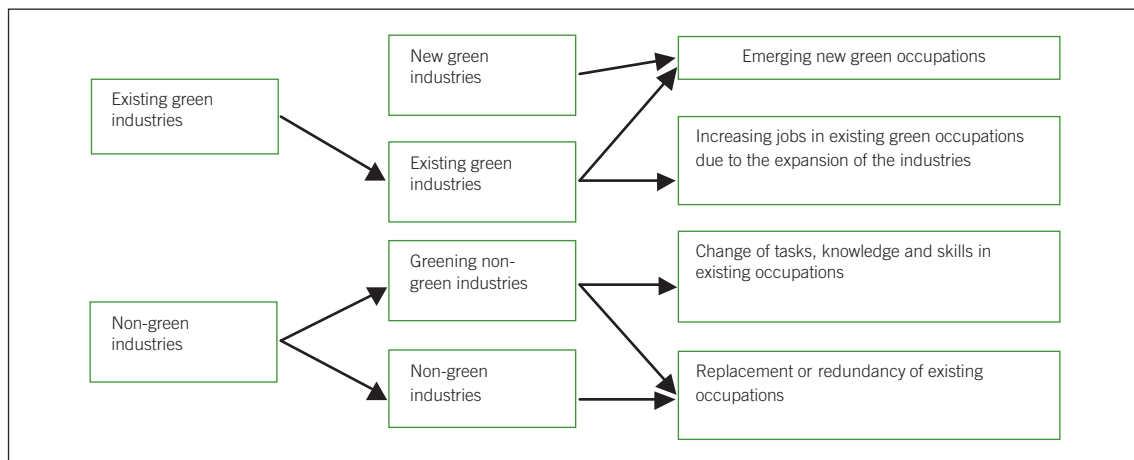 Existing green
industries
Non-green
industries
New green
industries
Existing green
industries
Greening non-
green industries
Non-green
industries
Emerging new green occupations
Increasing jobs in existing green occupations
due to the expansion of the industries
Change of tasks, knowledge and skills in
existing occupations
Replacement or redundancy of existing
occupations